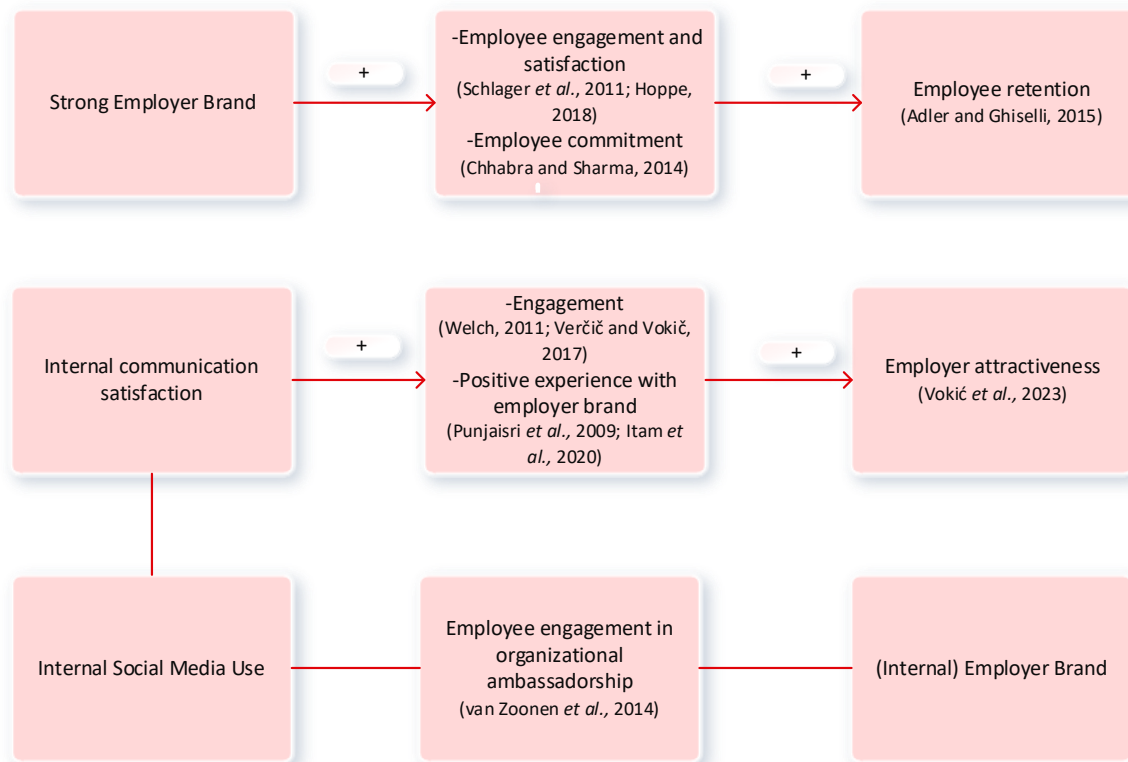 Strong Employer Brand
+
-Employee engagement and
satisfaction
(Schlager et al., 2011; Hoppe,
2018)
-Employee commitment
(Chhabra and Sharma, 2014)
+
Employee retention
(Adler and Ghiselli, 2015)
Internal communication
satisfaction
+
-Engagement
(Welch, 2011; Verčič and Vokič,
2017)
-Positive experience with
employer brand
(Punjaisri et al., 2009; Itam et
al., 2020)
+
Employer attractiveness
(Vokić et al., 2023)
Internal Social Media Use
Employee engagement in
organizational
ambassadorship
(van Zoonen et al., 2014)
(Internal) Employer Brand